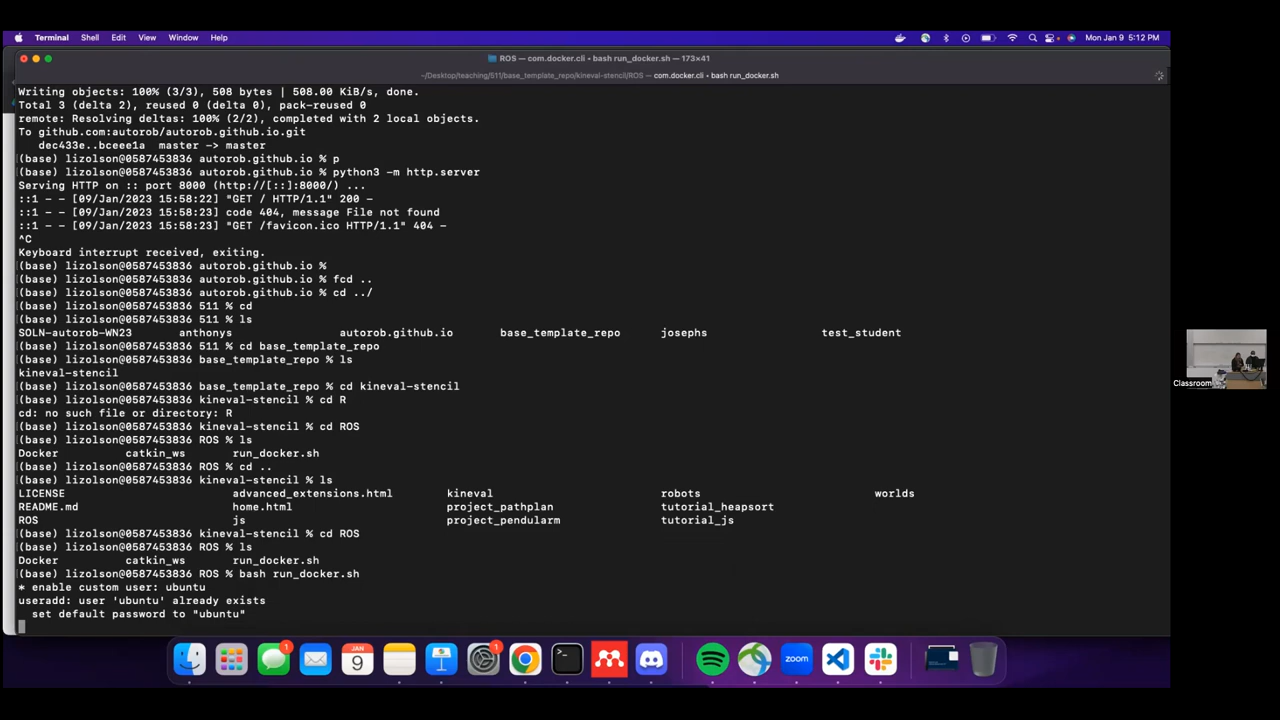 Terminal Shell Edit View Window Help Mon Jan 9 5:12 PM
ROS — com.docker.cli • bash run_docker.sh — 173×41
~/Desktop/teaching/511/base_template_repo/kineval-stencil/ROS — com.docker.cli • bash run_docker.sh
Writing objects: 100% (3/3), 508 bytes | 508.00 KiB/s, done.
Total 3 (delta 2), reused 0 (delta 0), pack-reused 0
remote: Resolving deltas: 100% (2/2), completed with 2 local objects.
To github.com:autorob/autorob.github.io.git
dec433e..bceee1a master -> master
(base) lizolson@0587453836 autorob.github.io % p
(base) lizolson@0587453836 autorob.github.io % python3 -m http.server
Serving HTTP on :: port 8000 (http://[::]:8000/) ...
::1 - - [09/Jan/2023 15:58:22] "GET / HTTP/1.1" 200 -
::1 - - [09/Jan/2023 15:58:23] code 404, message File not found
::1 - - [09/Jan/2023 15:58:23] "GET /favicon.ico HTTP/1.1" 404 -
^C
Keyboard interrupt received, exiting.
(base) lizolson@0587453836 autorob.github.io %
(base) lizolson@0587453836 autorob.github.io % fcd ..
(base) lizolson@0587453836 autorob.github.io % cd ../
(base) lizolson@0587453836 511 % cd
(base) lizolson@0587453836 511 % ls
SOLN-autorob-WN23 anthonys autorob.github.io base_template_repo josephs test_student
(base) lizolson@0587453836 511 % cd base_template_repo
(base) lizolson@0587453836 base_template_repo % ls
kineval-stencil
(base) lizolson@0587453836 base_template_repo % cd kineval-stencil
(base) lizolson@0587453836 kineval-stencil % cd R
cd: no such file or directory: R
(base) lizolson@0587453836 kineval-stencil % cd ROS
(base) lizolson@0587453836 ROS % ls
Docker catkin_ws run_docker.sh
(base) lizolson@0587453836 ROS % cd ..
(base) lizolson@0587453836 kineval-stencil % ls
LICENSE advanced_extensions.html kineval robots worlds
README.md home.html project_pathplan tutorial_heapsort
ROS js project_pendularm tutorial_js
(base) lizolson@0587453836 kineval-stencil % cd ROS
(base) lizolson@0587453836 ROS % ls
Docker catkin_ws run_docker.sh
(base) lizolson@0587453836 ROS % bash run_docker.sh
* enable custom user: ubuntu
useradd: user 'ubuntu' already exists
set default password to "ubuntu"
Classroom
1
JAN
9
1
zoom